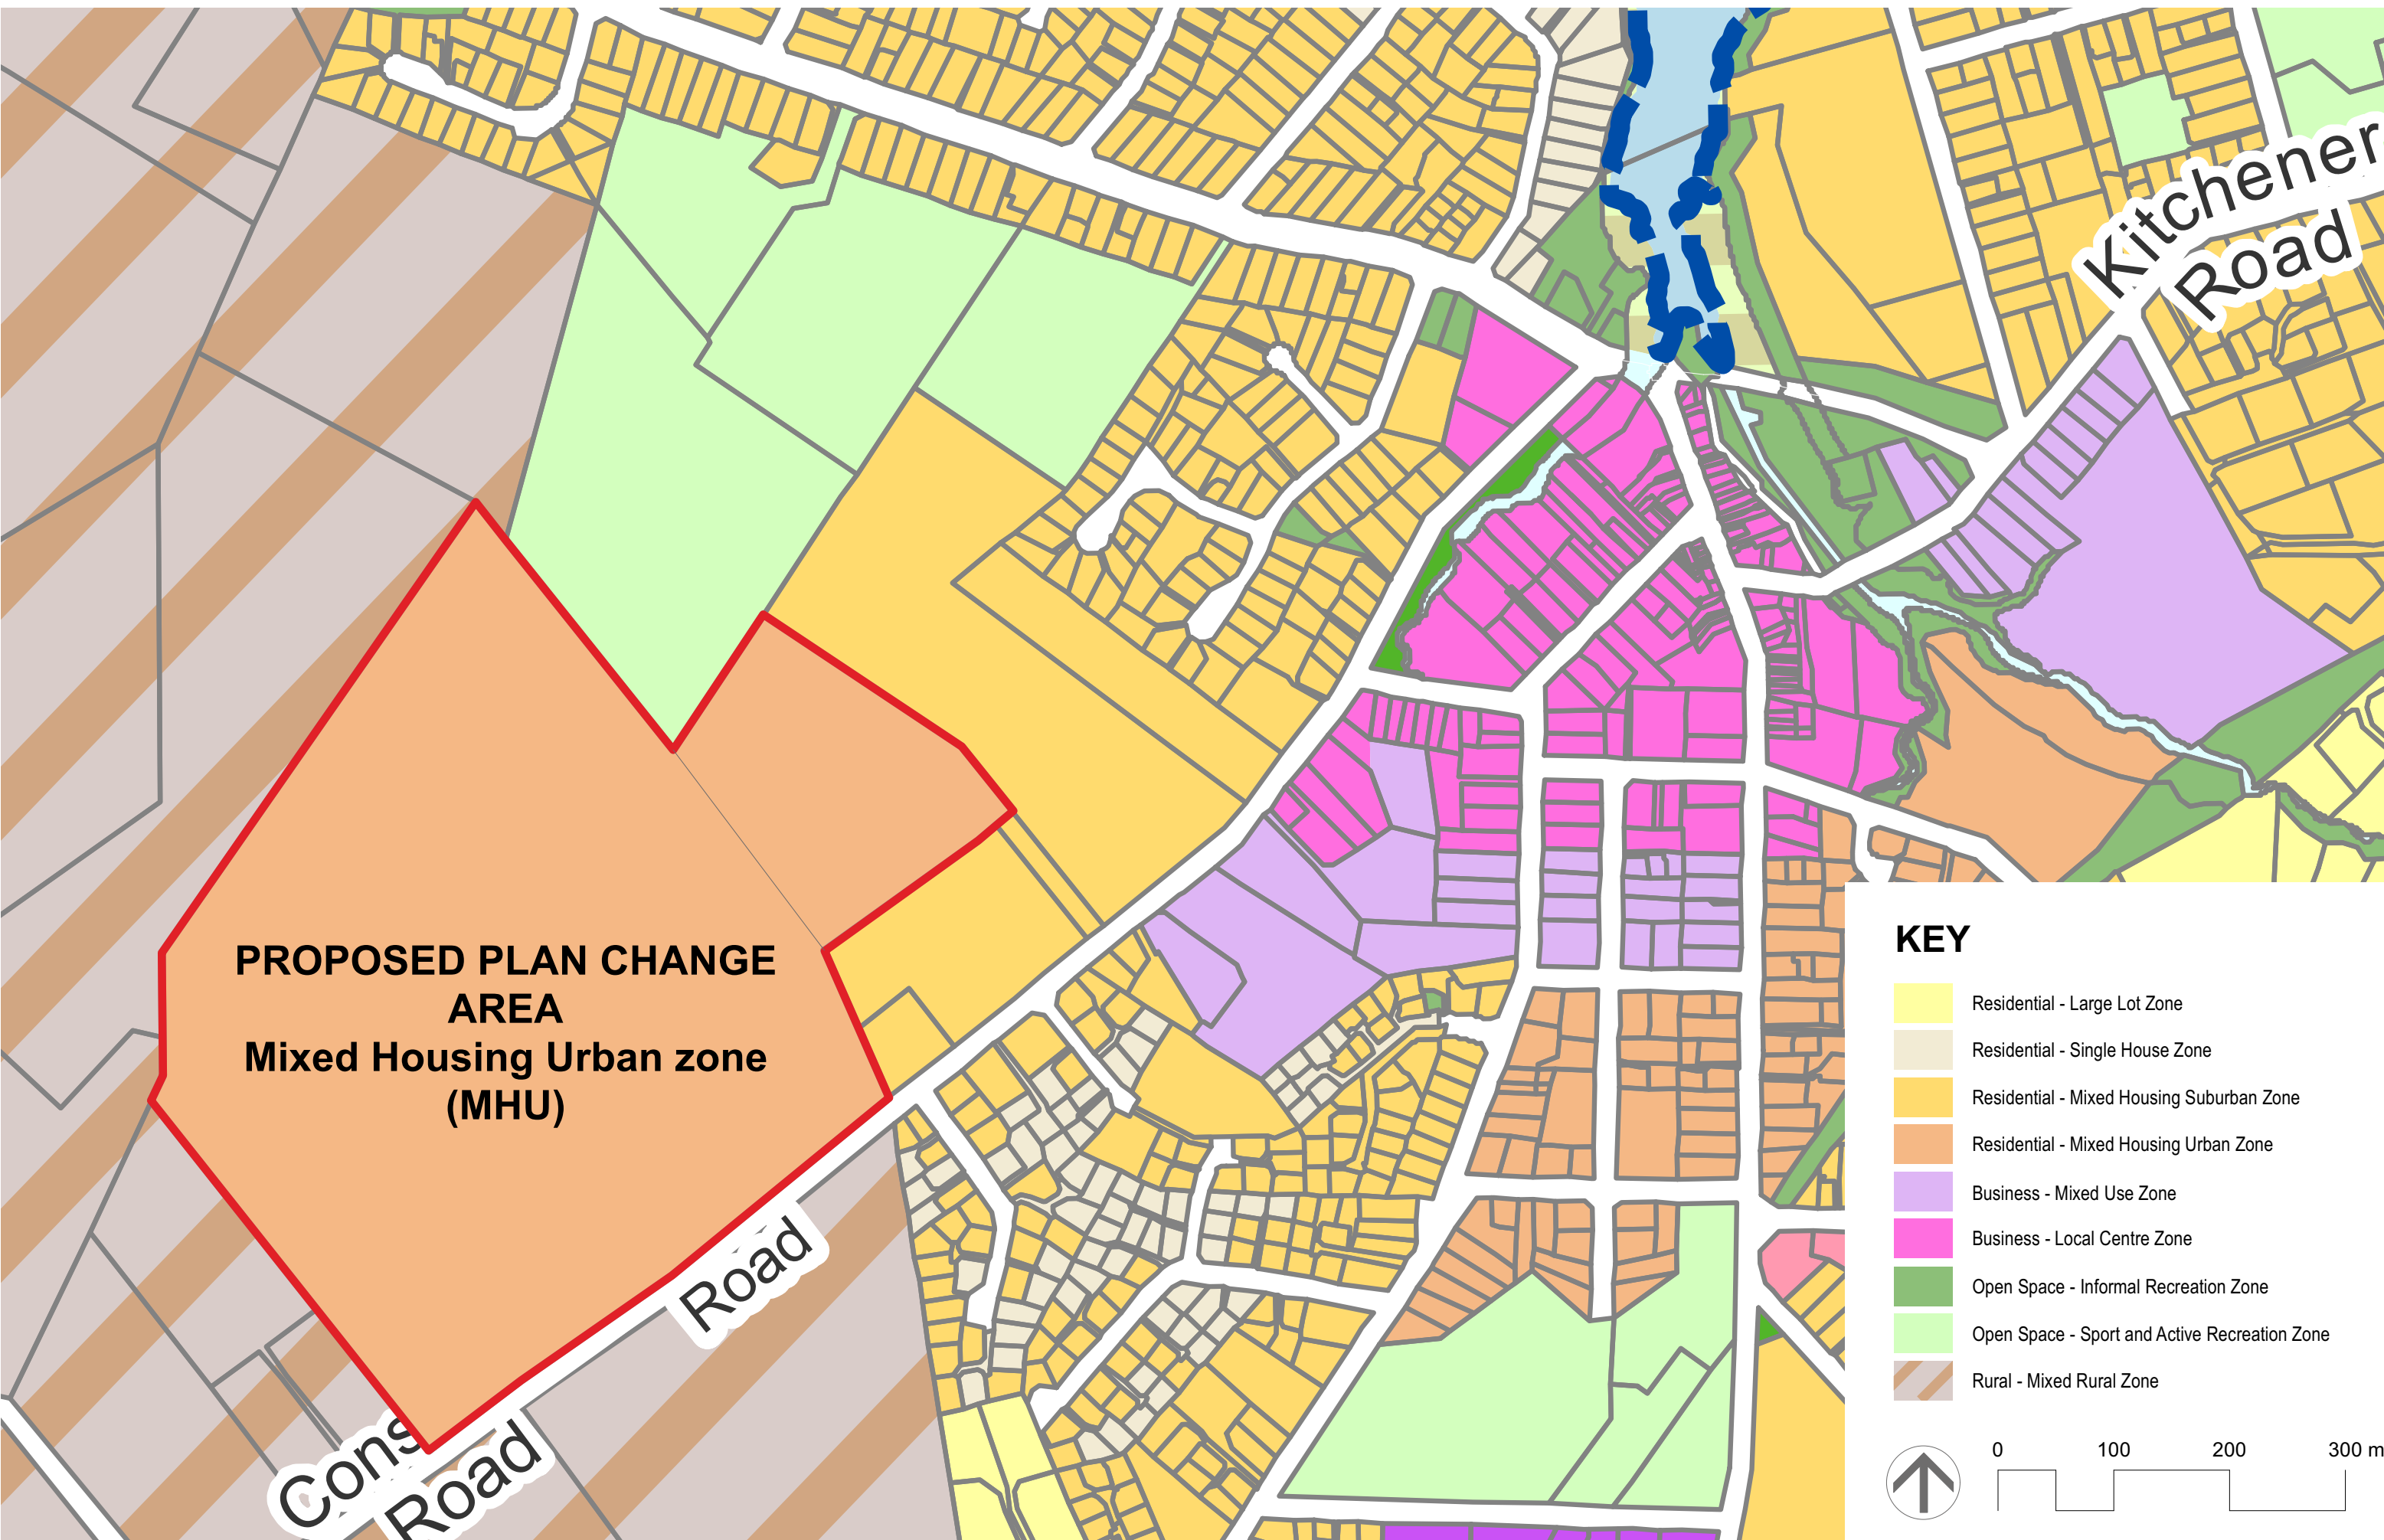 Kitchener
Road
PROPOSED PLAN CHANGE
AREA
Mixed Housing Urban zone
(MHU)
Road
Road
KEY
Residential - Large Lot Zone
Residential - Single House Zone
Residential - Mixed Housing Suburban Zone
Residential - Mixed Housing Urban Zone
Business - Mixed Use Zone
Business - Local Centre Zone
Open Space - Informal Recreation Zone
Open Space - Sport and Active Recreation Zone
Rural - Mixed Rural Zone
0 100 200 300 m